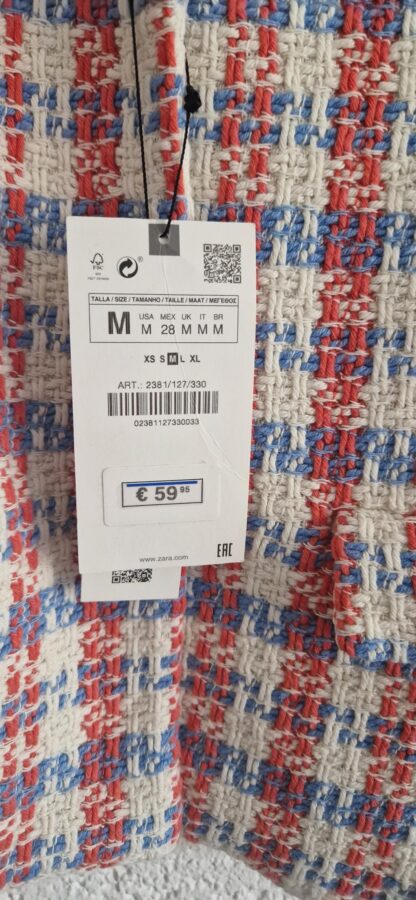 FSC
®
TALLA / SIZE / TAMANHO / TAILLE / MAAT / ΜΕΓΕΘΟΣ
M
USA MEX UK IT BR
M 28 M M M
XS S M L XL
ART.: 2381/127/330
02381127330033
€ 59 95
www.zara.com
EAC